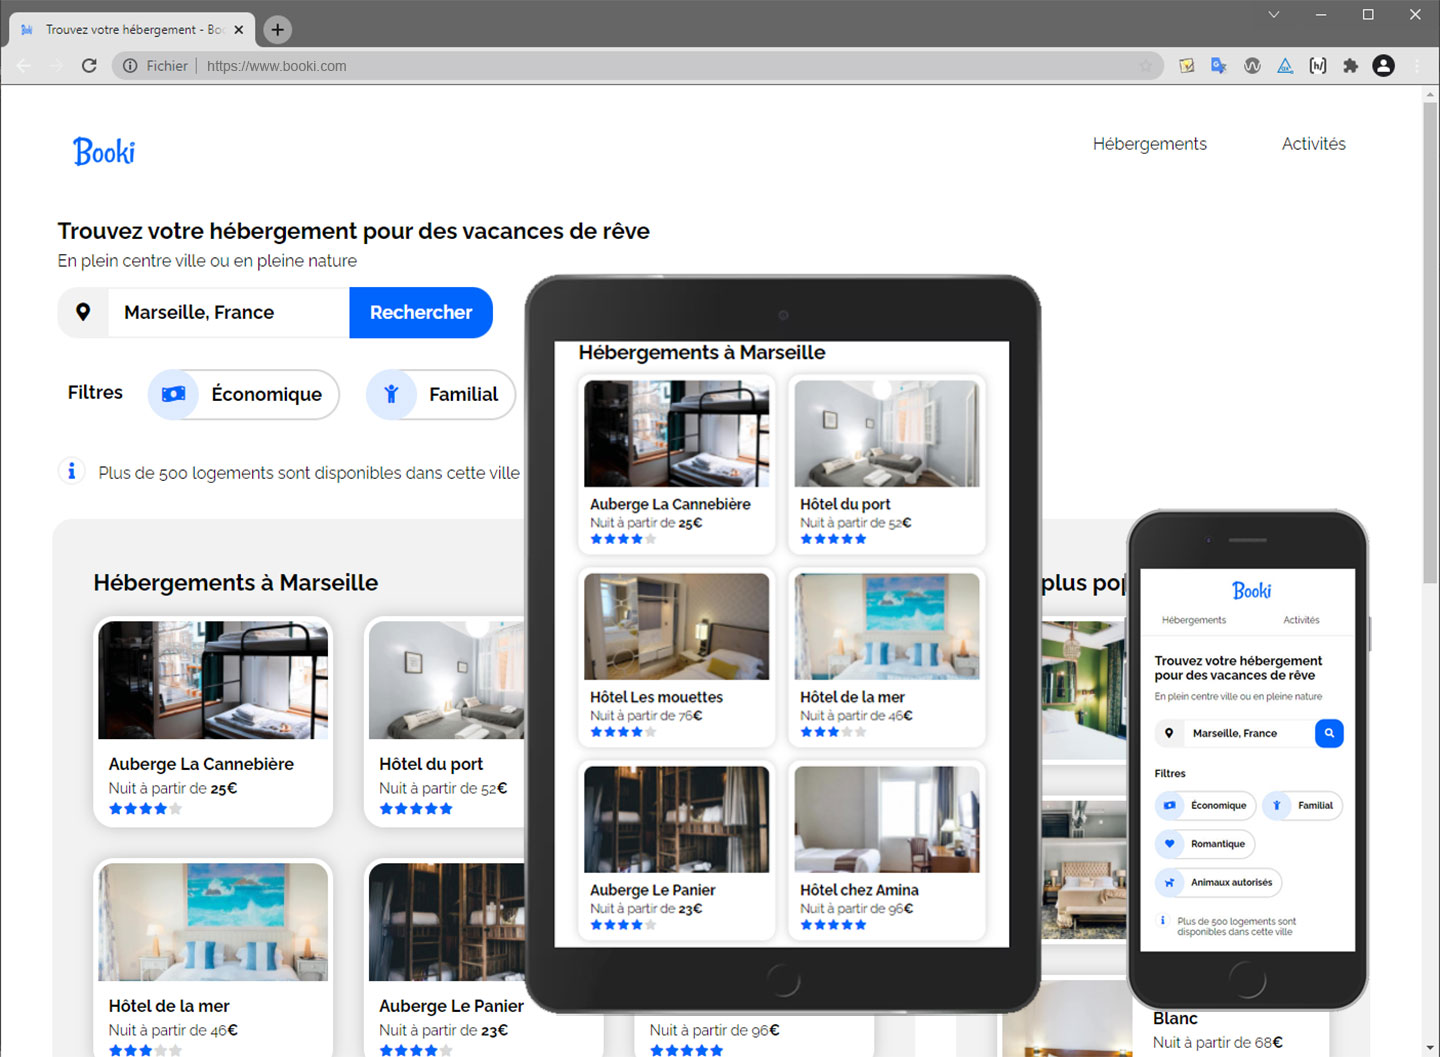 Trouvez votre hébergement - Boo
Fichier
https://www.booki.com
Booki
Hébergements
Activités
Trouvez votre hébergement pour des vacances de rêve
En plein centre ville ou en pleine nature
Marseille, France
Rechercher
Filtres
Économique
Familial
Plus de 500 logements sont disponibles dans cette ville
Hébergements à Marseille
Auberge La Cannebière
Nuit à partir de 25€
Hôtel du port
Nuit à partir de 52€
Hôtel de la mer
Nuit à partir de 46€
Auberge Le Panier
Nuit à partir de 23€
Nuit à partir de 96€
plus pop
Blanc
Nuit à partir de 68€
Hébergements à Marseille
Auberge La Cannebière
Nuit à partir de 25€
Hôtel du port
Nuit à partir de 52€
Hôtel Les mouettes
Nuit à partir de 76€
Hôtel de la mer
Nuit à partir de 46€
Auberge Le Panier
Nuit à partir de 23€
Hôtel chez Amina
Nuit à partir de 96€
Booki
Hébergements
Activités
Trouvez votre hébergement
pour des vacances de rêve
En plein centre ville ou en pleine nature
Marseille, France
Filtres
Économique
Familial
Romantique
Animaux autorisés
Plus de 500 logements sont
disponibles dans cette ville